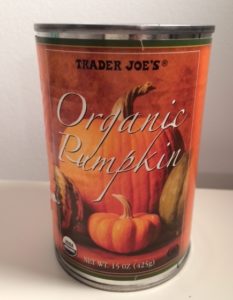 TRADER JOE'S®
Organic
Pumpkin
NET WT. 15 OZ (425g)